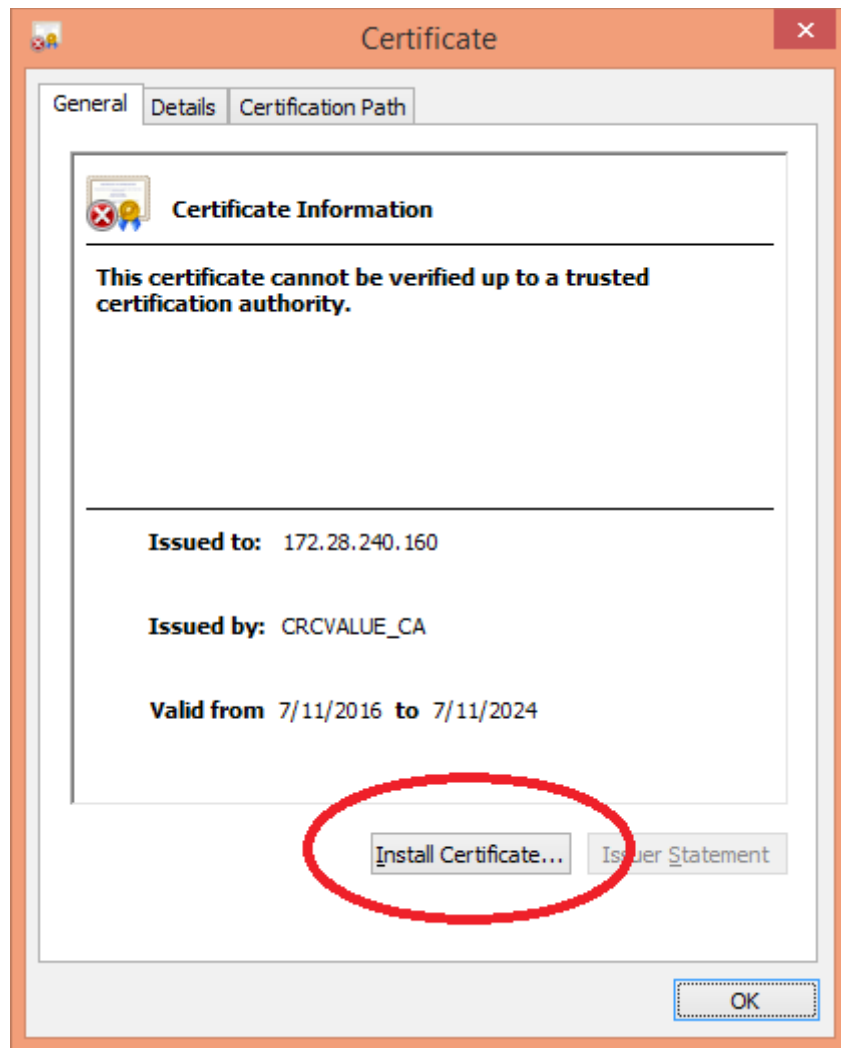 Certificate
General Details Certification Path
Certificate Information
This certificate cannot be verified up to a trusted
certification authority.
Issued to: 172.28.240.160
Issued by: CRCVALUE_CA
Valid from 7/11/2016 to 7/11/2024
Install Certificate... Issuer Statement
OK